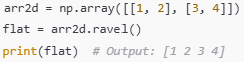 arr2d = np.array([[1, 2], [3, 4]])
flat = arr2d.ravel()
print(flat)  # Output: [1 2 3 4]